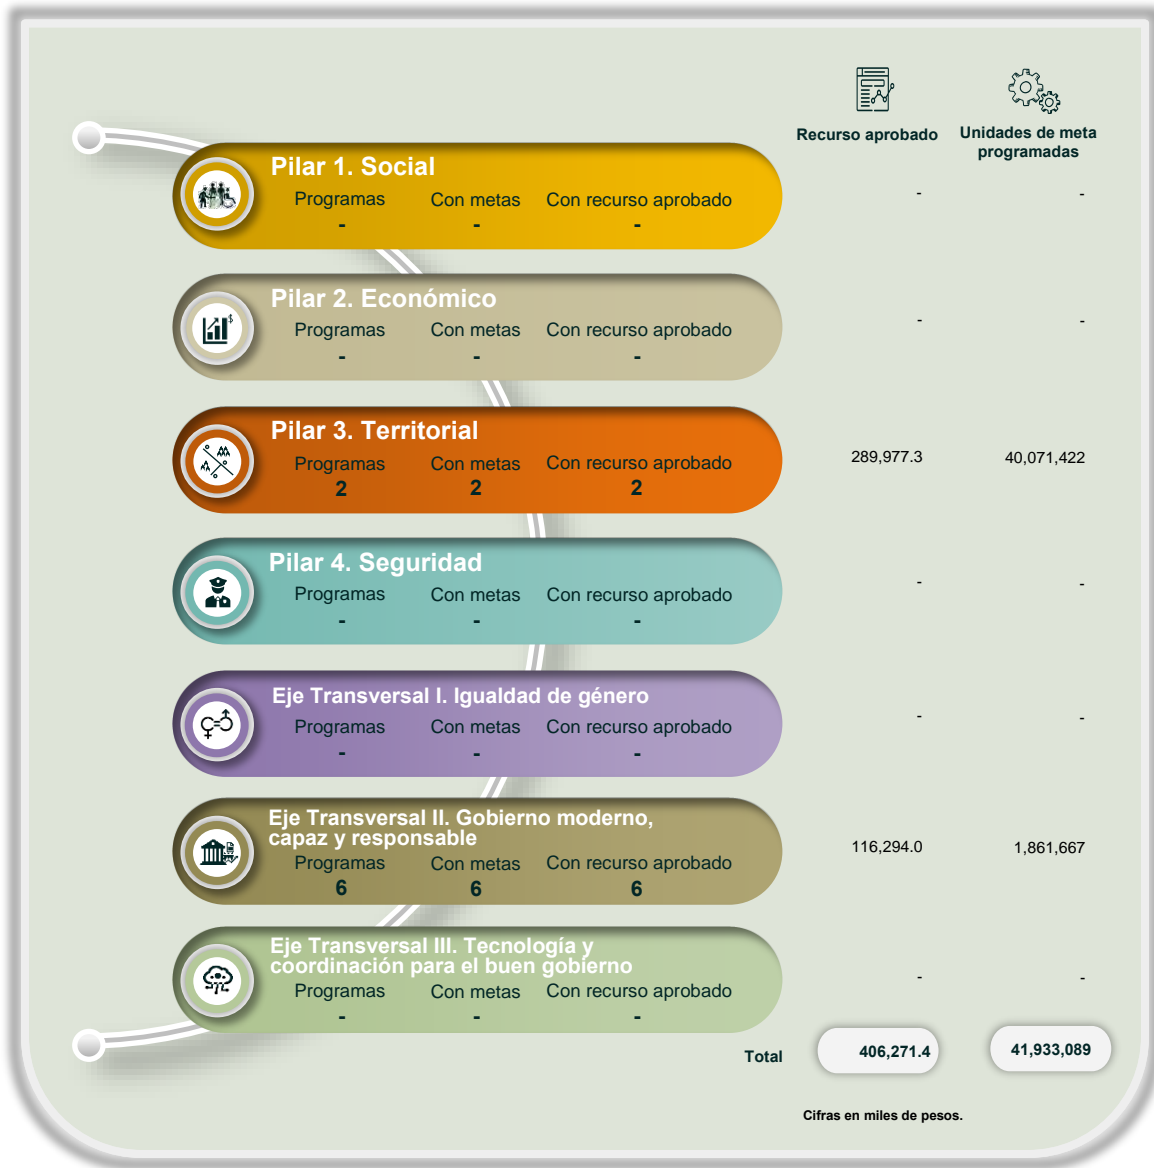 Recurso aprobado
Unidades de meta
programadas
Pilar 1. Social
Programas Con metas Con recurso aprobado
- - -
- -
Pilar 2. Económico
Programas Con metas Con recurso aprobado
- - -
- -
Pilar 3. Territorial
Programas Con metas Con recurso aprobado
2 2 2
289,977.3 40,071,422
Pilar 4. Seguridad
Programas Con metas Con recurso aprobado
- - -
- -
Eje Transversal I. Igualdad de género
Programas Con metas Con recurso aprobado
- - -
- -
Eje Transversal II. Gobierno moderno,
capaz y responsable
Programas Con metas Con recurso aprobado
6 6 6
116,294.0 1,861,667
Eje Transversal III. Tecnología y
coordinación para el buen gobierno
Programas Con metas Con recurso aprobado
- - -
- -
Total 406,271.4 41,933,089
Cifras en miles de pesos.